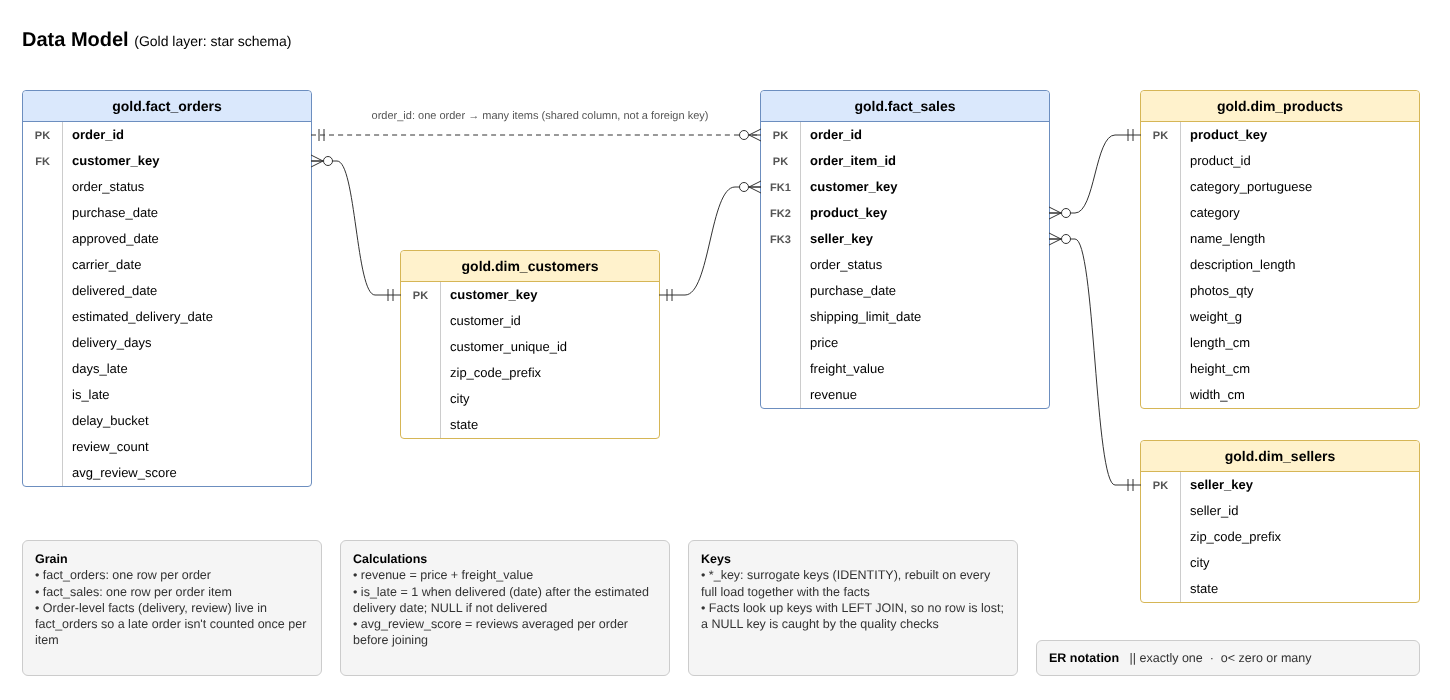 Data Model (Gold layer: star schema)
gold.fact_orders
PK order_id
FK customer_key
order_status
purchase_date
approved_date
carrier_date
delivered_date
estimated_delivery_date
delivery_days
days_late
is_late
delay_bucket
review_count
avg_review_score
order_id: one order → many items (shared column, not a foreign key)
gold.dim_customers
PK customer_key
customer_id
customer_unique_id
zip_code_prefix
city
state
gold.fact_sales
PK order_id
PK order_item_id
FK1 customer_key
FK2 product_key
FK3 seller_key
order_status
purchase_date
shipping_limit_date
price
freight_value
revenue
gold.dim_products
PK product_key
product_id
category_portuguese
category
name_length
description_length
photos_qty
weight_g
length_cm
height_cm
width_cm
gold.dim_sellers
PK seller_key
seller_id
zip_code_prefix
city
state
Grain
• fact_orders: one row per order
• fact_sales: one row per order item
• Order-level facts (delivery, review) live in
fact_orders so a late order isn't counted once per
item
Calculations
• revenue = price + freight_value
• is_late = 1 when delivered (date) after the estimated
delivery date; NULL if not delivered
• avg_review_score = reviews averaged per order
before joining
Keys
• *_key: surrogate keys (IDENTITY), rebuilt on every
full load together with the facts
• Facts look up keys with LEFT JOIN, so no row is lost;
a NULL key is caught by the quality checks
ER notation || exactly one · o< zero or many